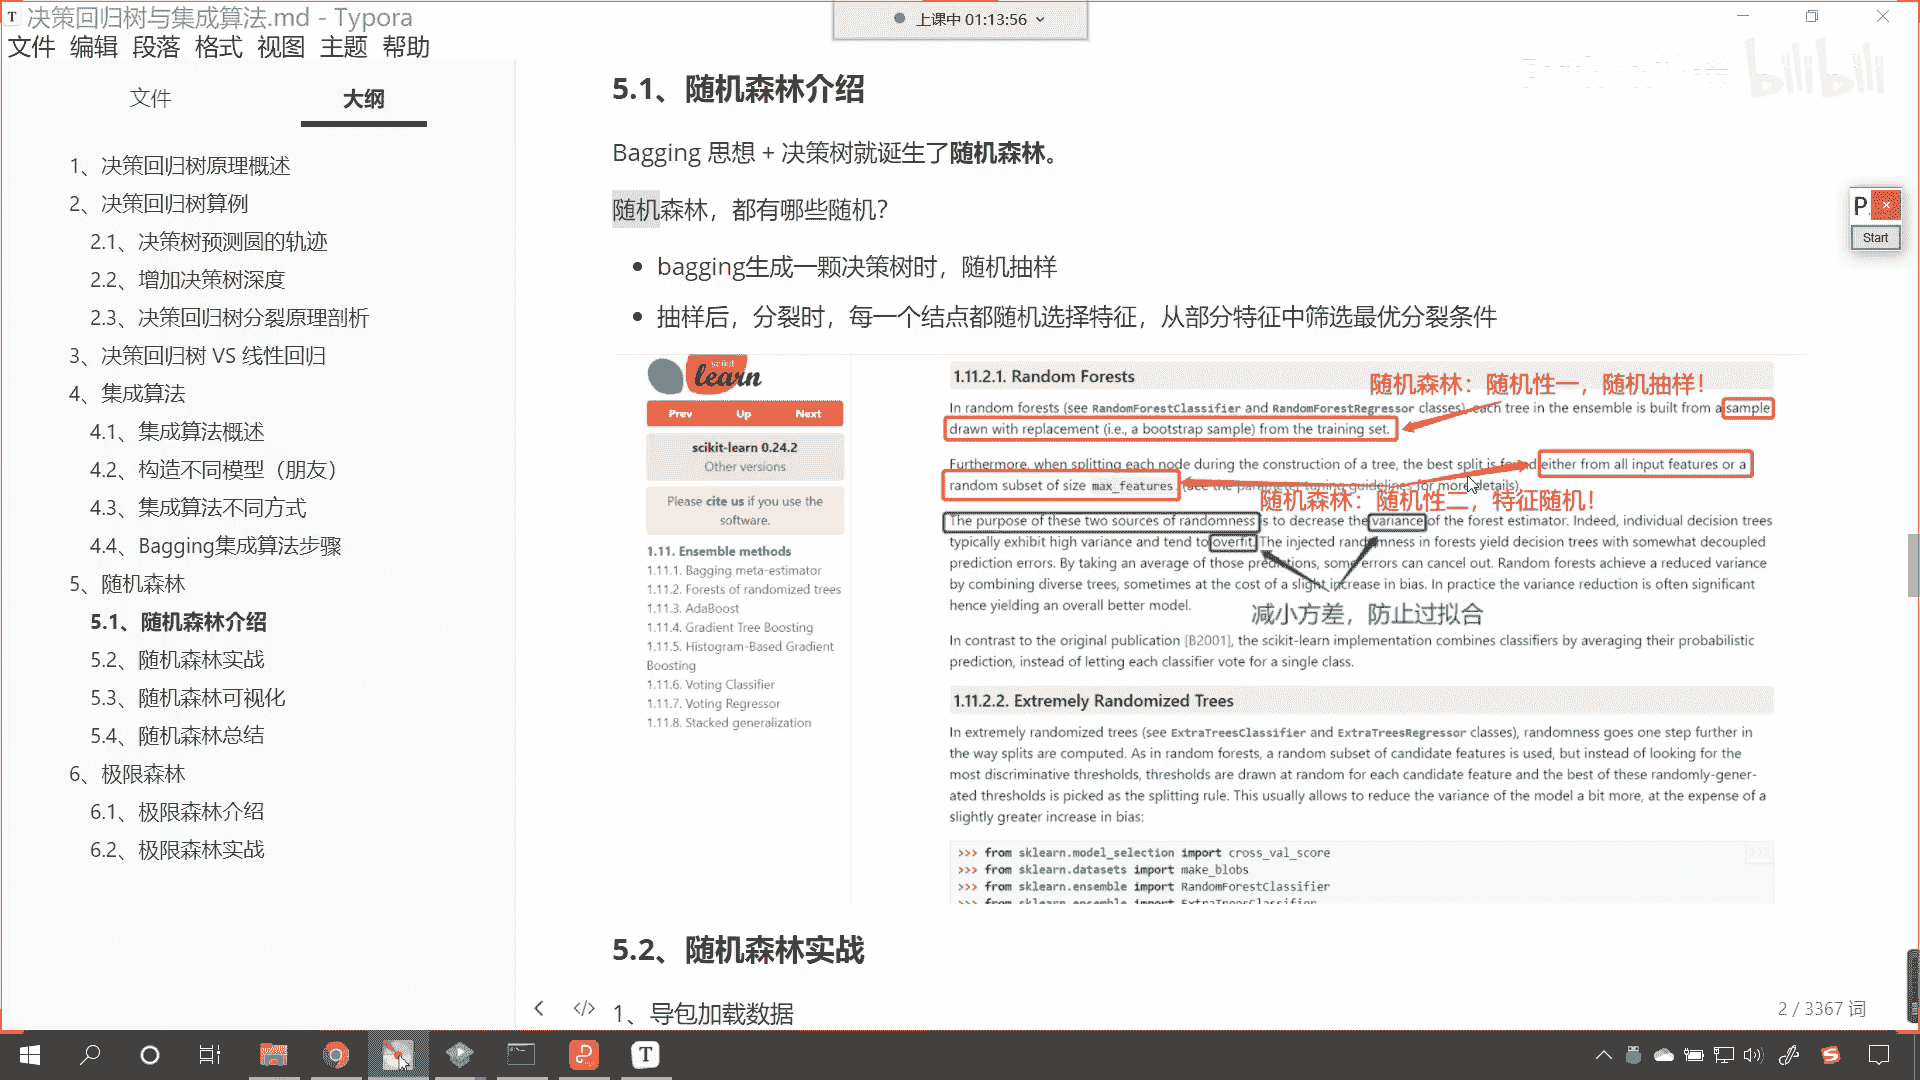 决策回归树与集成算法.md - Typora
上课中 01:13:56
文件 编辑 段落 格式 视图 主题 帮助
bilibili
文件
大纲
1、决策回归树原理概述
2、决策回归树算例
2.1、决策树预测圆的轨迹
2.2、增加决策树深度
2.3、决策回归树分裂原理剖析
3、决策回归树 VS 线性回归
4、集成算法
4.1、集成算法概述
4.2、构造不同模型（朋友）
4.3、集成算法不同方式
4.4、Bagging集成算法步骤
5、随机森林
5.1、随机森林介绍
5.2、随机森林实战
5.3、随机森林可视化
5.4、随机森林总结
6、极限森林
6.1、极限森林介绍
6.2、极限森林实战
5.1、随机森林介绍
Bagging 思想 + 决策树就诞生了随机森林。
随机森林，都有哪些随机？
bagging生成一颗决策树时，随机抽样
抽样后，分裂时，每一个结点都随机选择特征，从部分特征中筛选最优分裂条件
P.
Start
scikit
learn
Prev Up Next
scikit-learn 0.24.2
Other versions
Please cite us if you use the
software.
1.11. Ensemble methods
1.11.1. Bagging meta-estimator
1.11.2. Forests of randomized trees
1.11.3. AdaBoost
1.11.4. Gradient Tree Boosting
1.11.5. Histogram-Based Gradient
Boosting
1.11.6. Voting Classifier
1.11.7. Voting Regressor
1.11.8. Stacked generalization
1.11.2.1. Random Forests
随机森林：随机性一，随机抽样！
In random forests (see RandomForestClassifier and RandomForestRegressor classes), each tree in the ensemble is built from a sample
drawn with replacement (i.e., a bootstrap sample) from the training set.
Furthermore, when splitting each node during the construction of a tree, the best split is found either from all input features or a
random subset of size max_features. (See the parameter tuning guidelines for more details).
随机森林：随机性二，特征随机！
The purpose of these two sources of randomness is to decrease the variance of the forest estimator. Indeed, individual decision trees
typically exhibit high variance and tend to overfit. The injected randomness in forests yield decision trees with somewhat decoupled
prediction errors. By taking an average of those predictions, some errors can cancel out. Random forests achieve a reduced variance
by combining diverse trees, sometimes at the cost of a slight increase in bias. In practice the variance reduction is often significant
hence yielding an overall better model.
减小方差，防止过拟合
In contrast to the original publication [B2001], the scikit-learn implementation combines classifiers by averaging their probabilistic
prediction, instead of letting each classifier vote for a single class.
1.11.2.2. Extremely Randomized Trees
In extremely randomized trees (see ExtraTreesClassifier and ExtraTreesRegressor classes), randomness goes one step further in
the way splits are computed. As in random forests, a random subset of candidate features is used, but instead of looking for the
most discriminative thresholds, thresholds are drawn at random for each candidate feature and the best of these randomly-gener-
ated thresholds is picked as the splitting rule. This usually allows to reduce the variance of the model a bit more, at the expense of a
slightly greater increase in bias:
>>> from sklearn.model_selection import cross_val_score
>>> from sklearn.datasets import make_blobs
>>> from sklearn.ensemble import RandomForestClassifier
>>> from sklearn.ensemble import ExtraTreesClassifier
>>>
5.2、随机森林实战
1、导包加载数据
2 / 3367 词